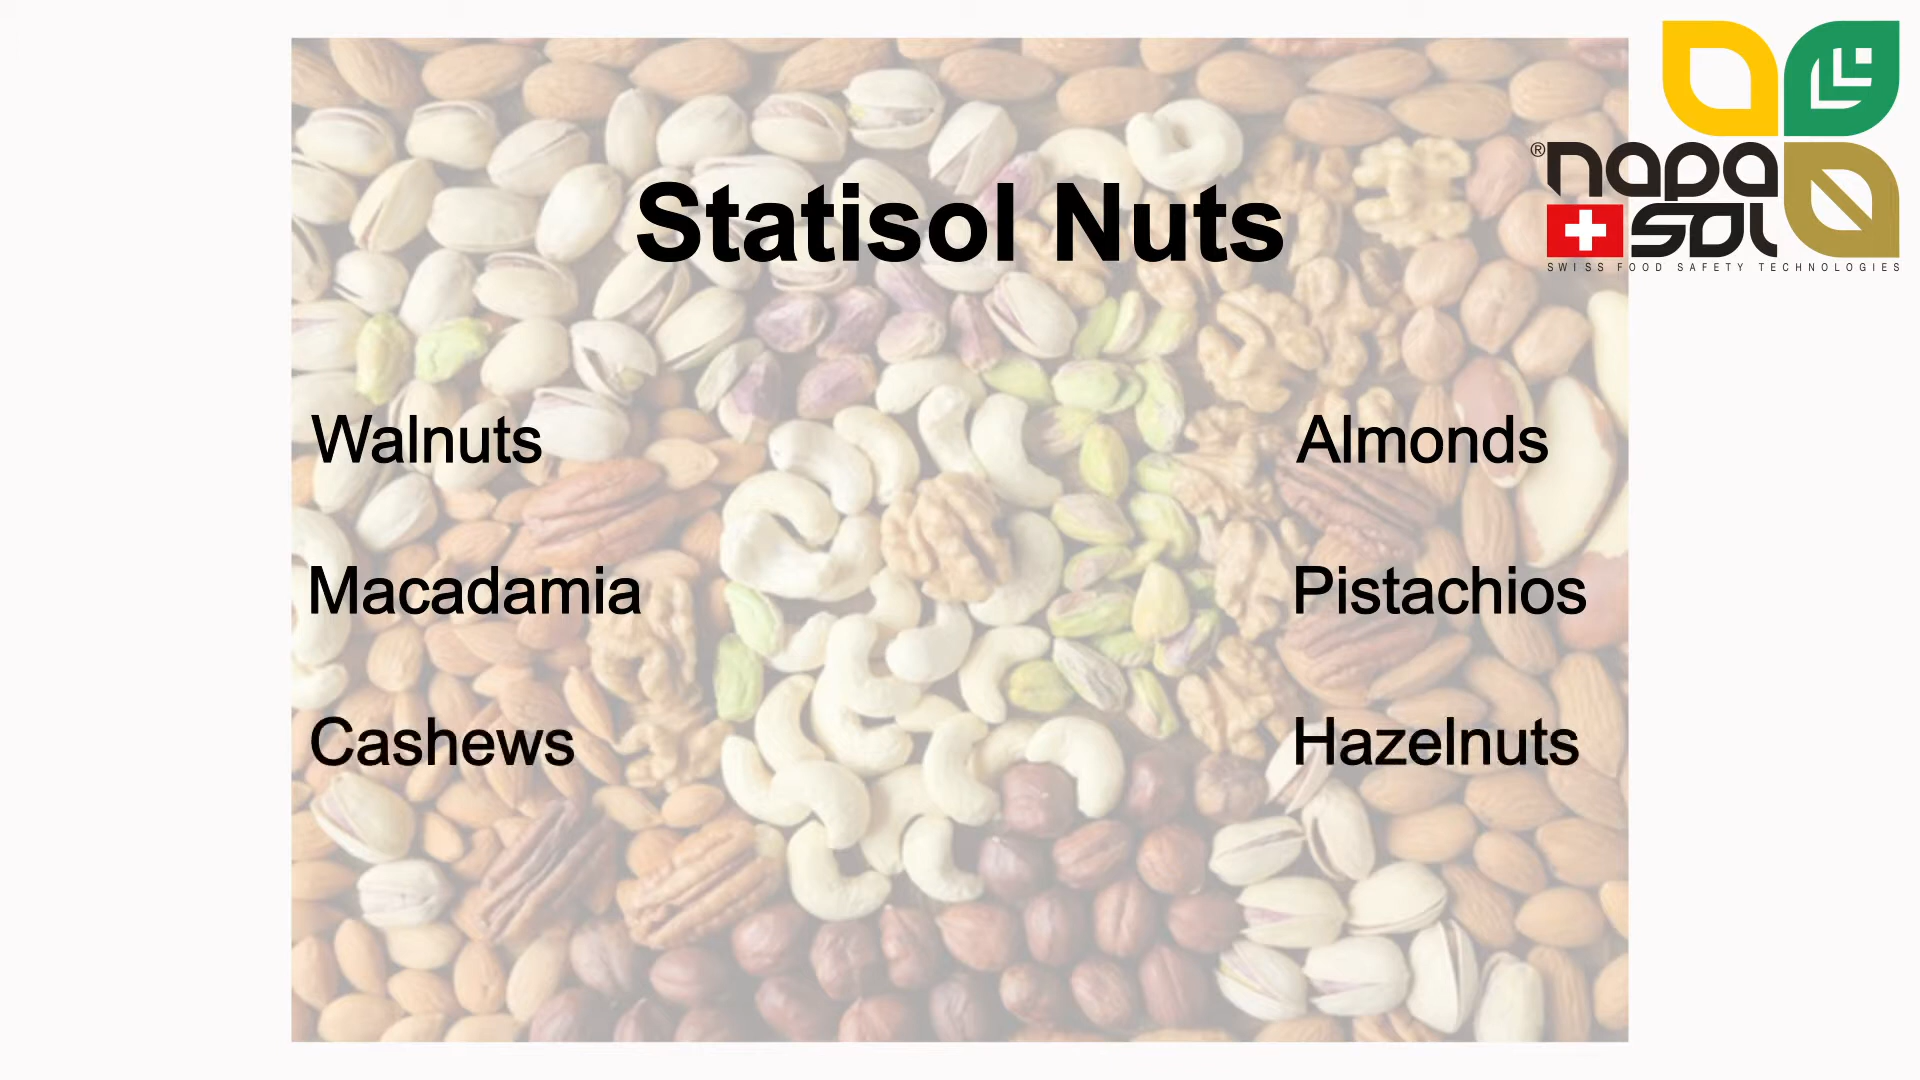 Statisol Nuts
® napa
sol
SWISS FOOD SAFETY TECHNOLOGIES
Walnuts
Almonds
Macadamia
Pistachios
Cashews
Hazelnuts